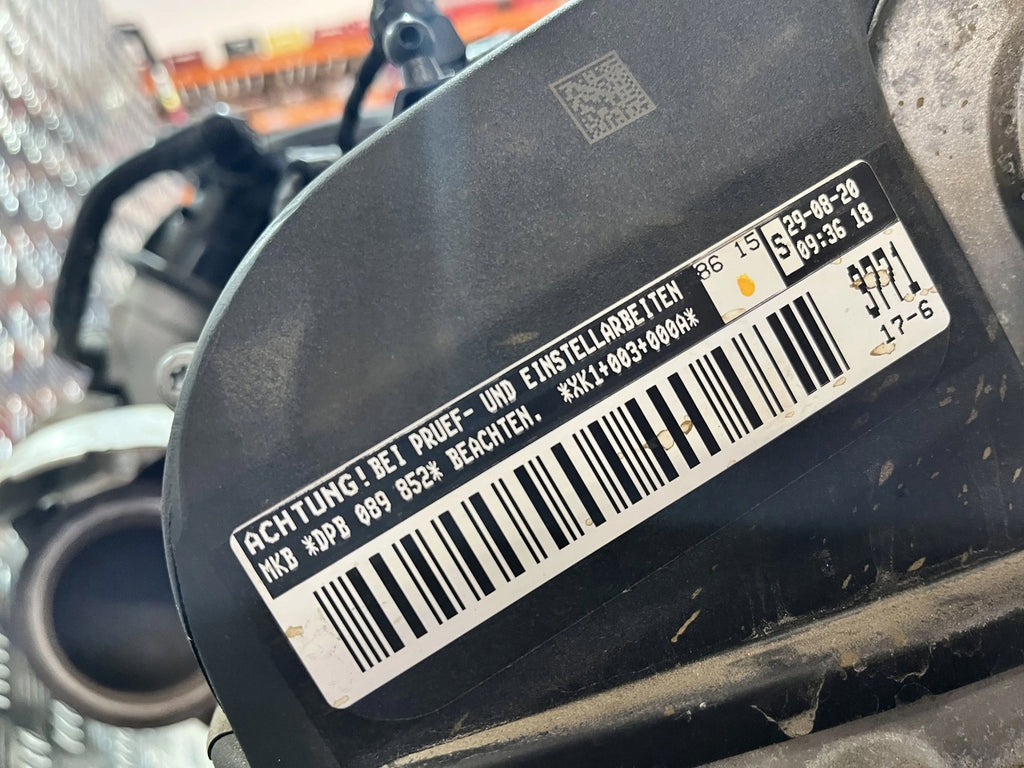 ACHTUNG! BEI PRUEF- UND EINSTELLARBEITEN
MKB *DPB 089 852* BEACHTEN. *XK1+003+000A*
86 15
S
29-08-20
09:36 18
9771
17-6